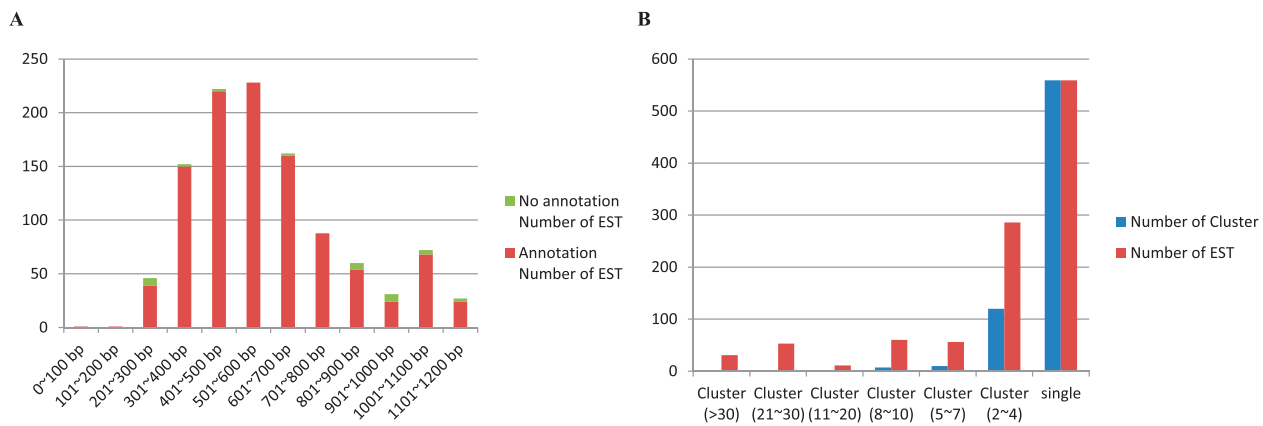 A
250
200
150
100
50
0
0~100 bp
101~200 bp
201~300 bp
301~400 bp
401~500 bp
501~600 bp
601~700 bp
701~800 bp
801~900 bp
901~1000 bp
1001~1100 bp
1101~1200 bp
No annotation
Number of EST
Annotation
Number of EST
B
600
500
400
300
200
100
0
Cluster
(>30)
Cluster
(21~30)
Cluster
(11~20)
Cluster
(8~10)
Cluster
(5~7)
Cluster
(2~4)
single
Number of Cluster
Number of EST